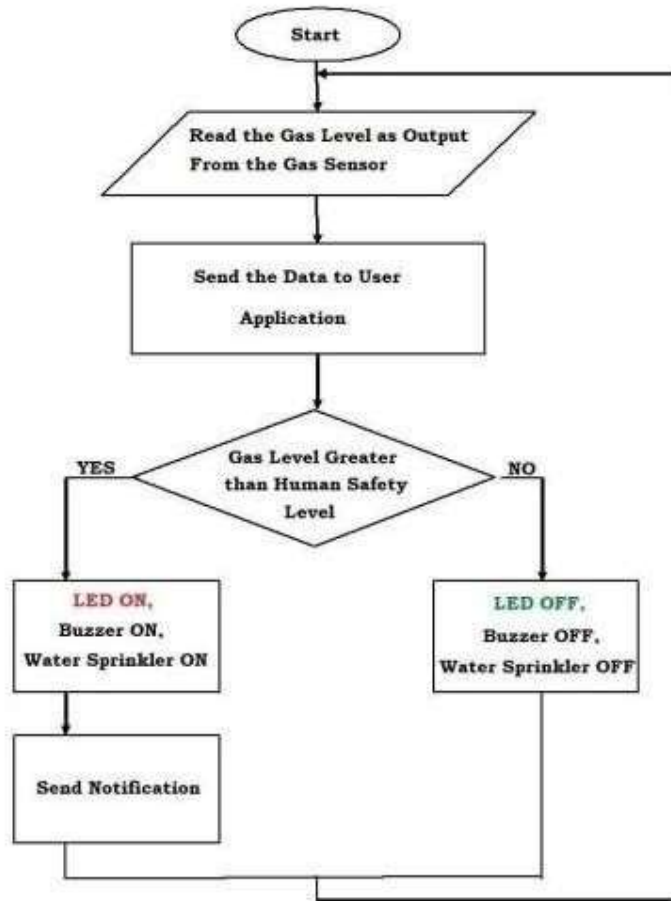 Start
Read the Gas Level as Output
From the Gas Sensor
Send the Data to User
Application
Gas Level Greater
than Human Safety
Level
YES
NO
LED ON,
Buzzer ON,
Water Sprinkler ON
LED OFF,
Buzzer OFF,
Water Sprinkler OFF
Send Notification